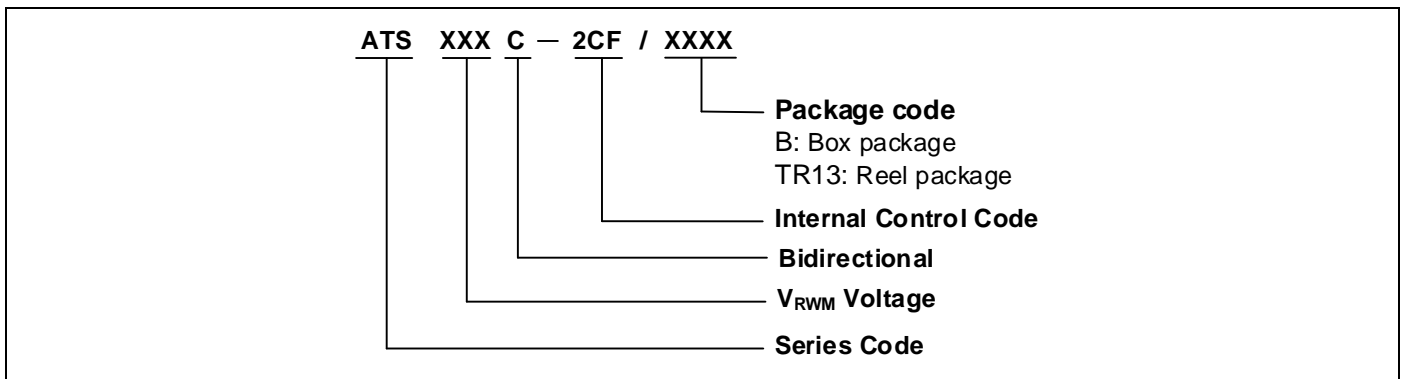 ATS XXX C — 2CF / XXXX
Package code
B: Box package
TR13: Reel package
Internal Control Code
Bidirectional
VRWM Voltage
Series Code